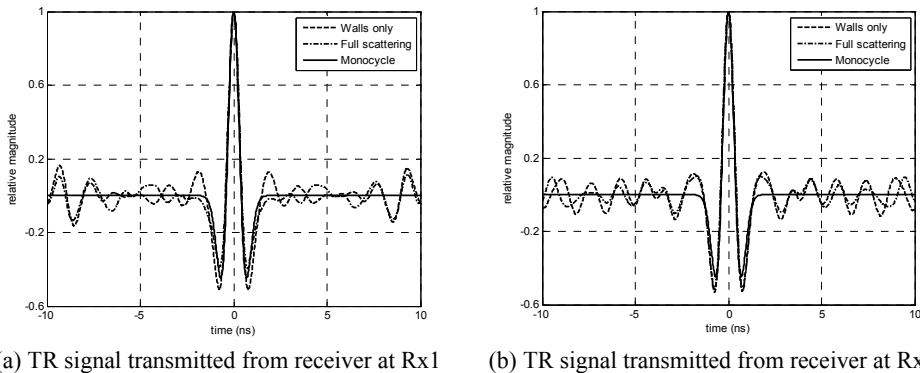 1
0.6
0.2
-0.2
-0.6
relative magnitude
-10
-5
0
5
10
time (ns)
Walls only
Full scattering
Monocycle
1
0.6
0.2
-0.2
-0.6
relative magnitude
-10
-5
0
5
10
time (ns)
Walls only
Full scattering
Monocycle
(a) TR signal transmitted from receiver at Rx1
(b) TR signal transmitted from receiver at Rx